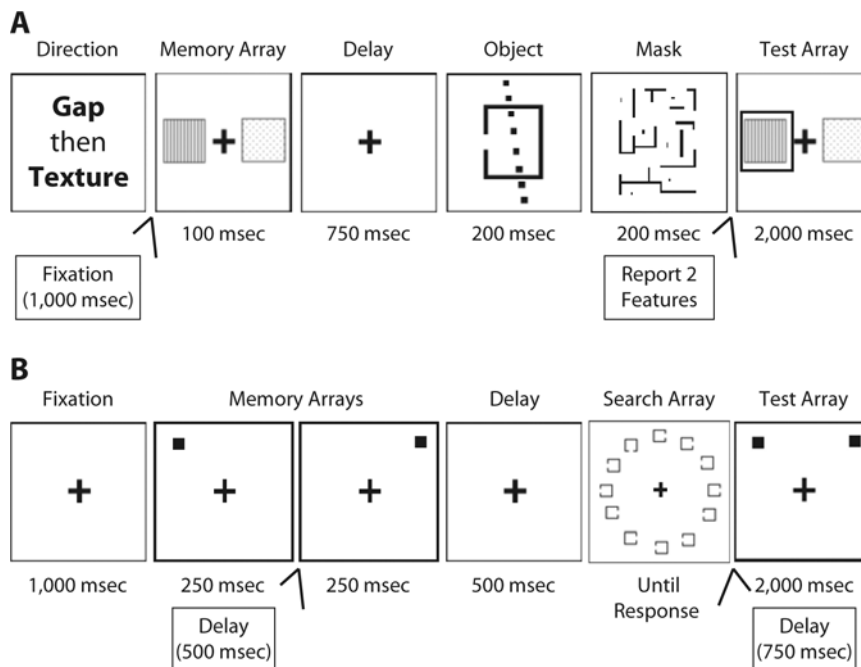 A
Direction Memory Array Delay Object Mask Test Array
Gap
then
Texture
100 msec 750 msec 200 msec 200 msec 2,000 msec
Fixation
(1,000 msec)
Report 2
Features
B
Fixation Memory Arrays Delay Search Array Test Array
1,000 msec 250 msec 250 msec 500 msec Until
Response 2,000 msec
Delay
(500 msec)
Delay
(750 msec)